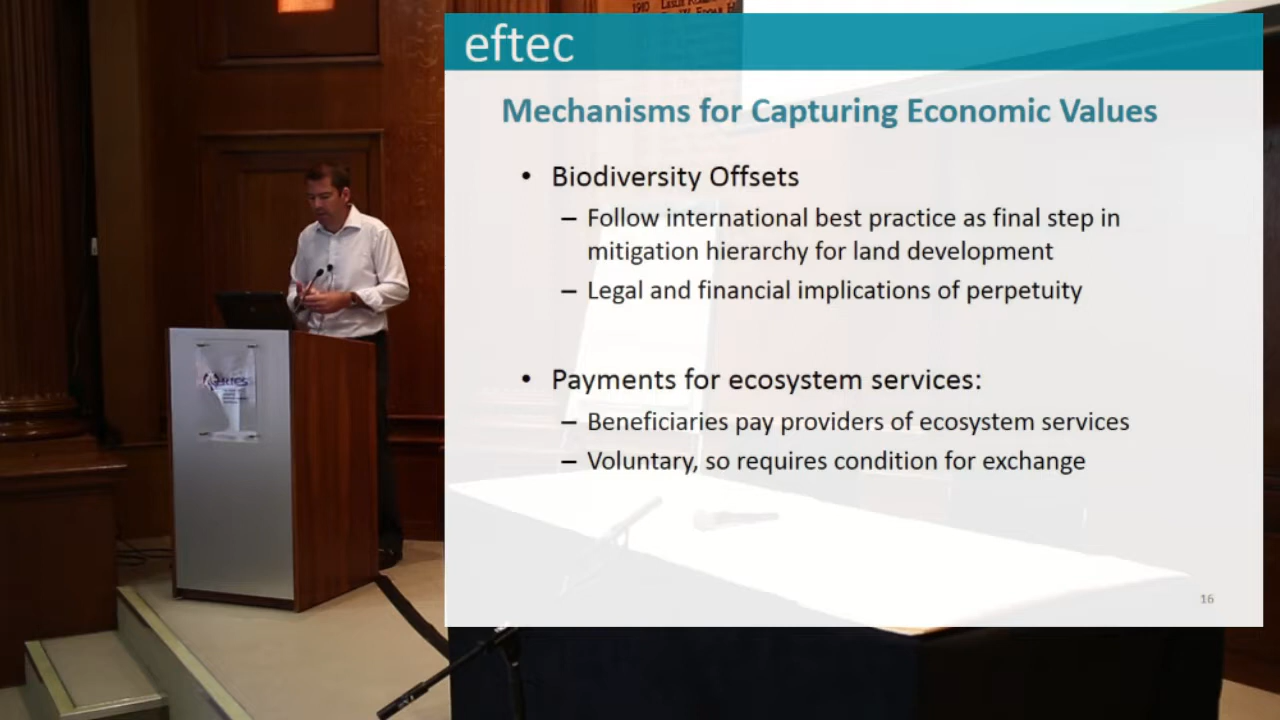 eftec
Mechanisms for Capturing Economic Values
• Biodiversity Offsets
– Follow international best practice as final step in
mitigation hierarchy for land development
– Legal and financial implications of perpetuity
• Payments for ecosystem services:
– Beneficiaries pay providers of ecosystem services
– Voluntary, so requires condition for exchange
16
1910